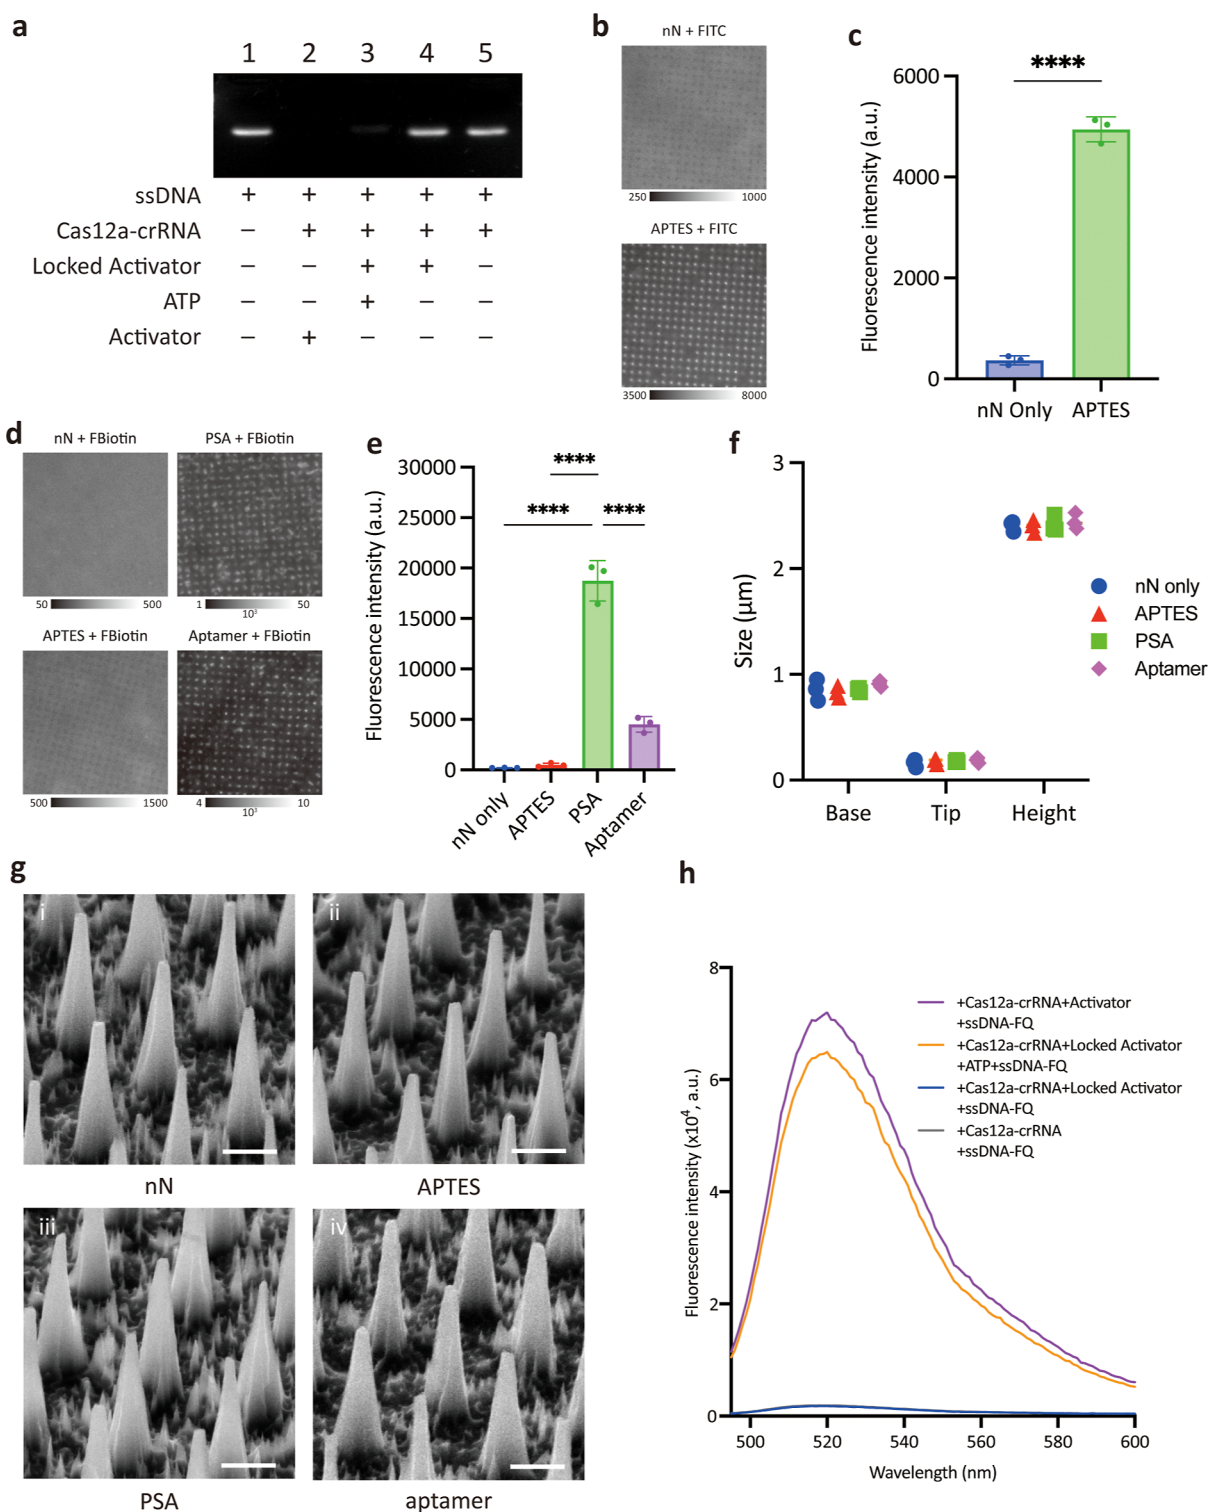 a
1 2 3 4 5
ssDNA + + + + +
Cas12a-crRNA – + + + +
Locked Activator – – + + –
ATP – – + – –
Activator – + – – –
b
nN + FITC
250 1000
APTES + FITC
3500 8000
c
Fluorescence intensity (a.u.)
****
6000
4000
2000
0
nN Only APTES
d
nN + FBiotin PSA + FBiotin
50 500 1 10³ 50
APTES + FBiotin Aptamer + FBiotin
500 1500 4 10³ 10
e
Fluorescence intensity (a.u.)
****
**** ****
30000
25000
20000
15000
10000
5000
0
nN only APTES PSA Aptamer
f
Size (μm)
3
2
1
0
Base Tip Height
nN only
APTES
PSA
Aptamer
g
i ii
nN APTES
iii iv
PSA aptamer
h
Fluorescence intensity (x10⁴, a.u.)
8
6
4
2
0
500 520 540 560 580 600
Wavelength (nm)
+Cas12a-crRNA+Activator
+ssDNA-FQ
+Cas12a-crRNA+Locked Activator
+ATP+ssDNA-FQ
+Cas12a-crRNA+Locked Activator
+ssDNA-FQ
+Cas12a-crRNA
+ssDNA-FQ